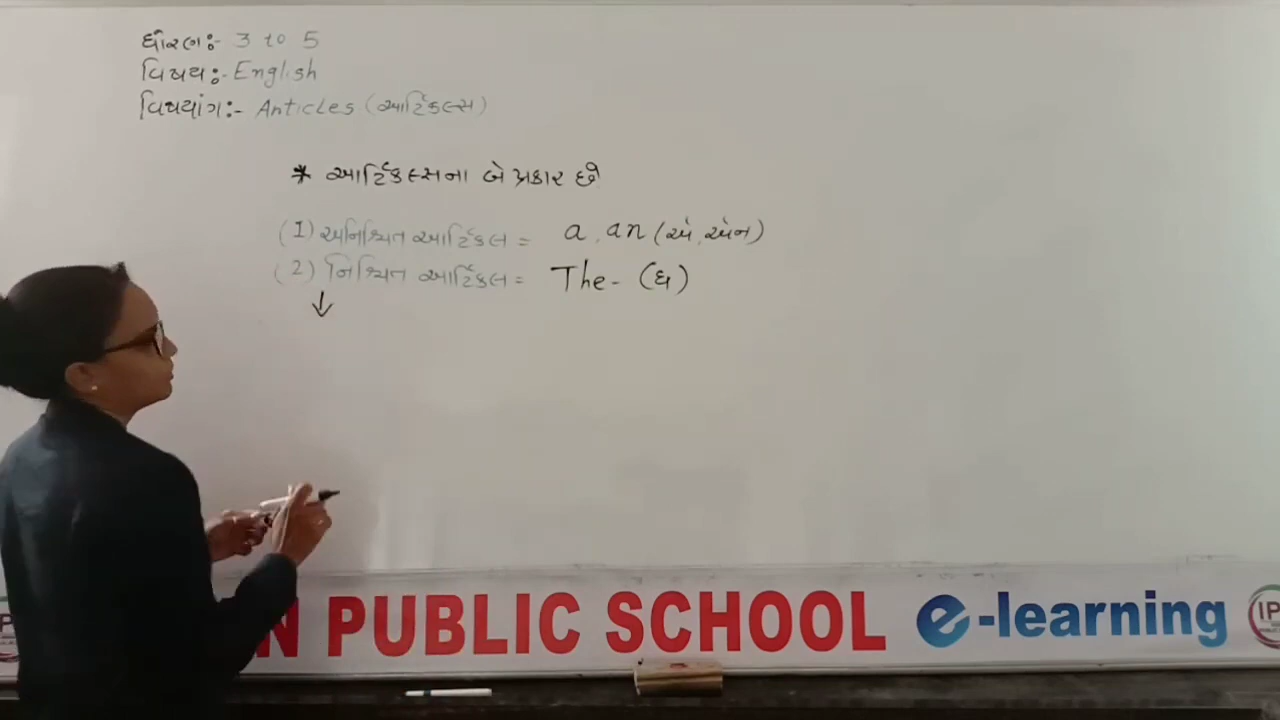 ધોરણ:- 3 to 5
વિષય:- English
વિષયાંગ:- Articles (આર્ટિકલ્સ)
* આર્ટિકલ્સના બે પ્રકાર છે
(1) અનિશ્ચિત આર્ટિકલ = a, an (એ, એન)
(2) નિશ્ચિત આર્ટિકલ = The - (ધ)
↓
PUBLIC SCHOOL e-learning